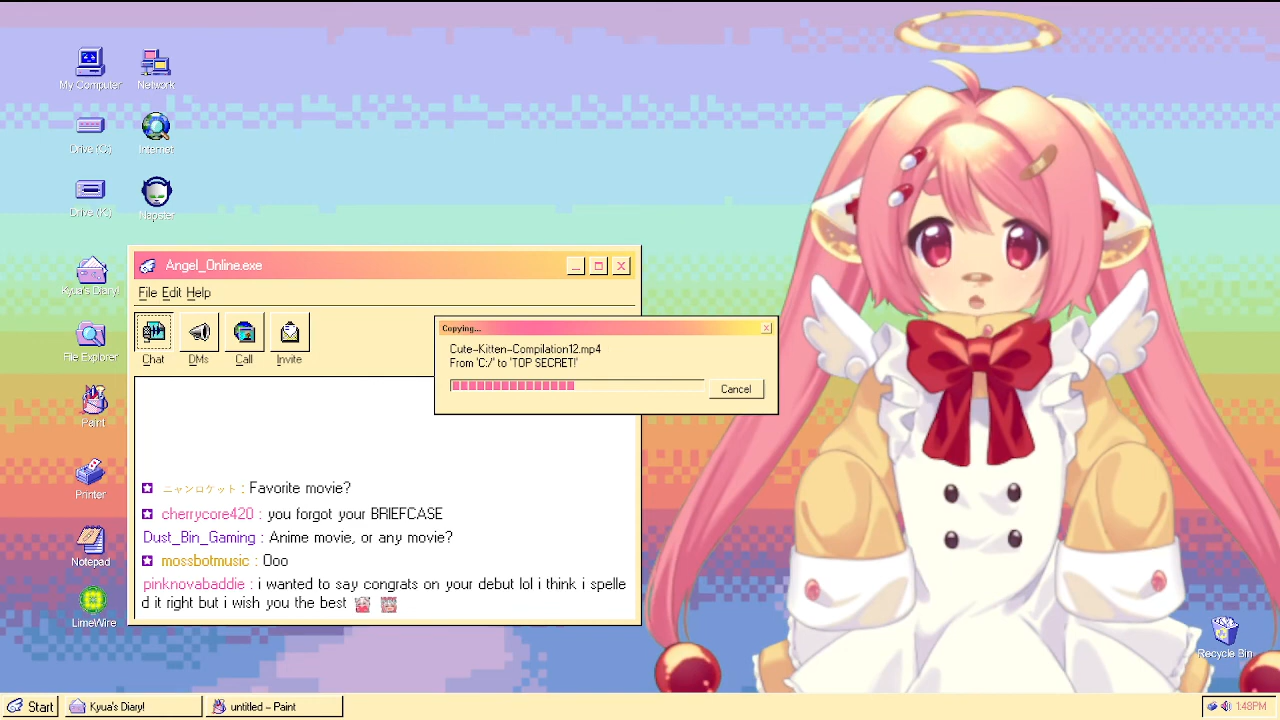 My Computer
Network
Drive (C)
Internet
Drive (K)
Napster
Kyua's Diary!
File Explorer
Paint
Printer
Notepad
LimeWire
Angel_Online.exe
File Edit Help
Chat DMs Call Invite
ニャンロケット : Favorite movie?
cherrycore420 : you forgot your BRIEFCASE
Dust_Bin_Gaming : Anime movie, or any movie?
mossbotmusic : Ooo
pinknovabaddie : i wanted to say congrats on your debut lol i think i spelle
d it right but i wish you the best
Copying...
Cute-Kitten-Compilation12.mp4
From 'C:/' to 'TOP SECRET!'
Cancel
Recycle Bin
Start
Kyua's Diary!
untitled - Paint
1:48PM